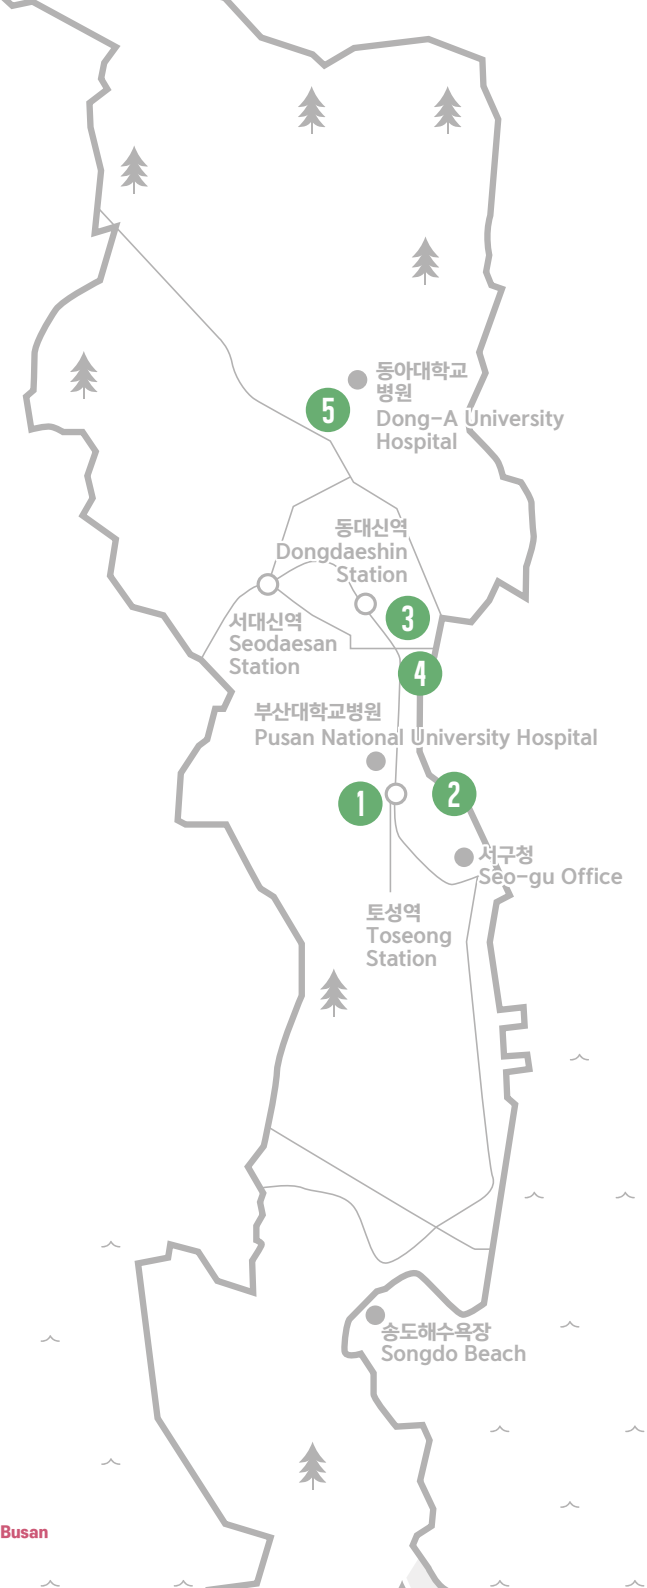 동아대학교
병원
Dong-A University
Hospital
5
동대신역
Dongdaeshin
Station
3
서대신역
Seodaesan
Station
4
부산대학교병원
Pusan National University Hospital
1
2
서구청
Seo-gu Office
토성역
Toseong
Station
송도해수욕장
Songdo Beach
Busan